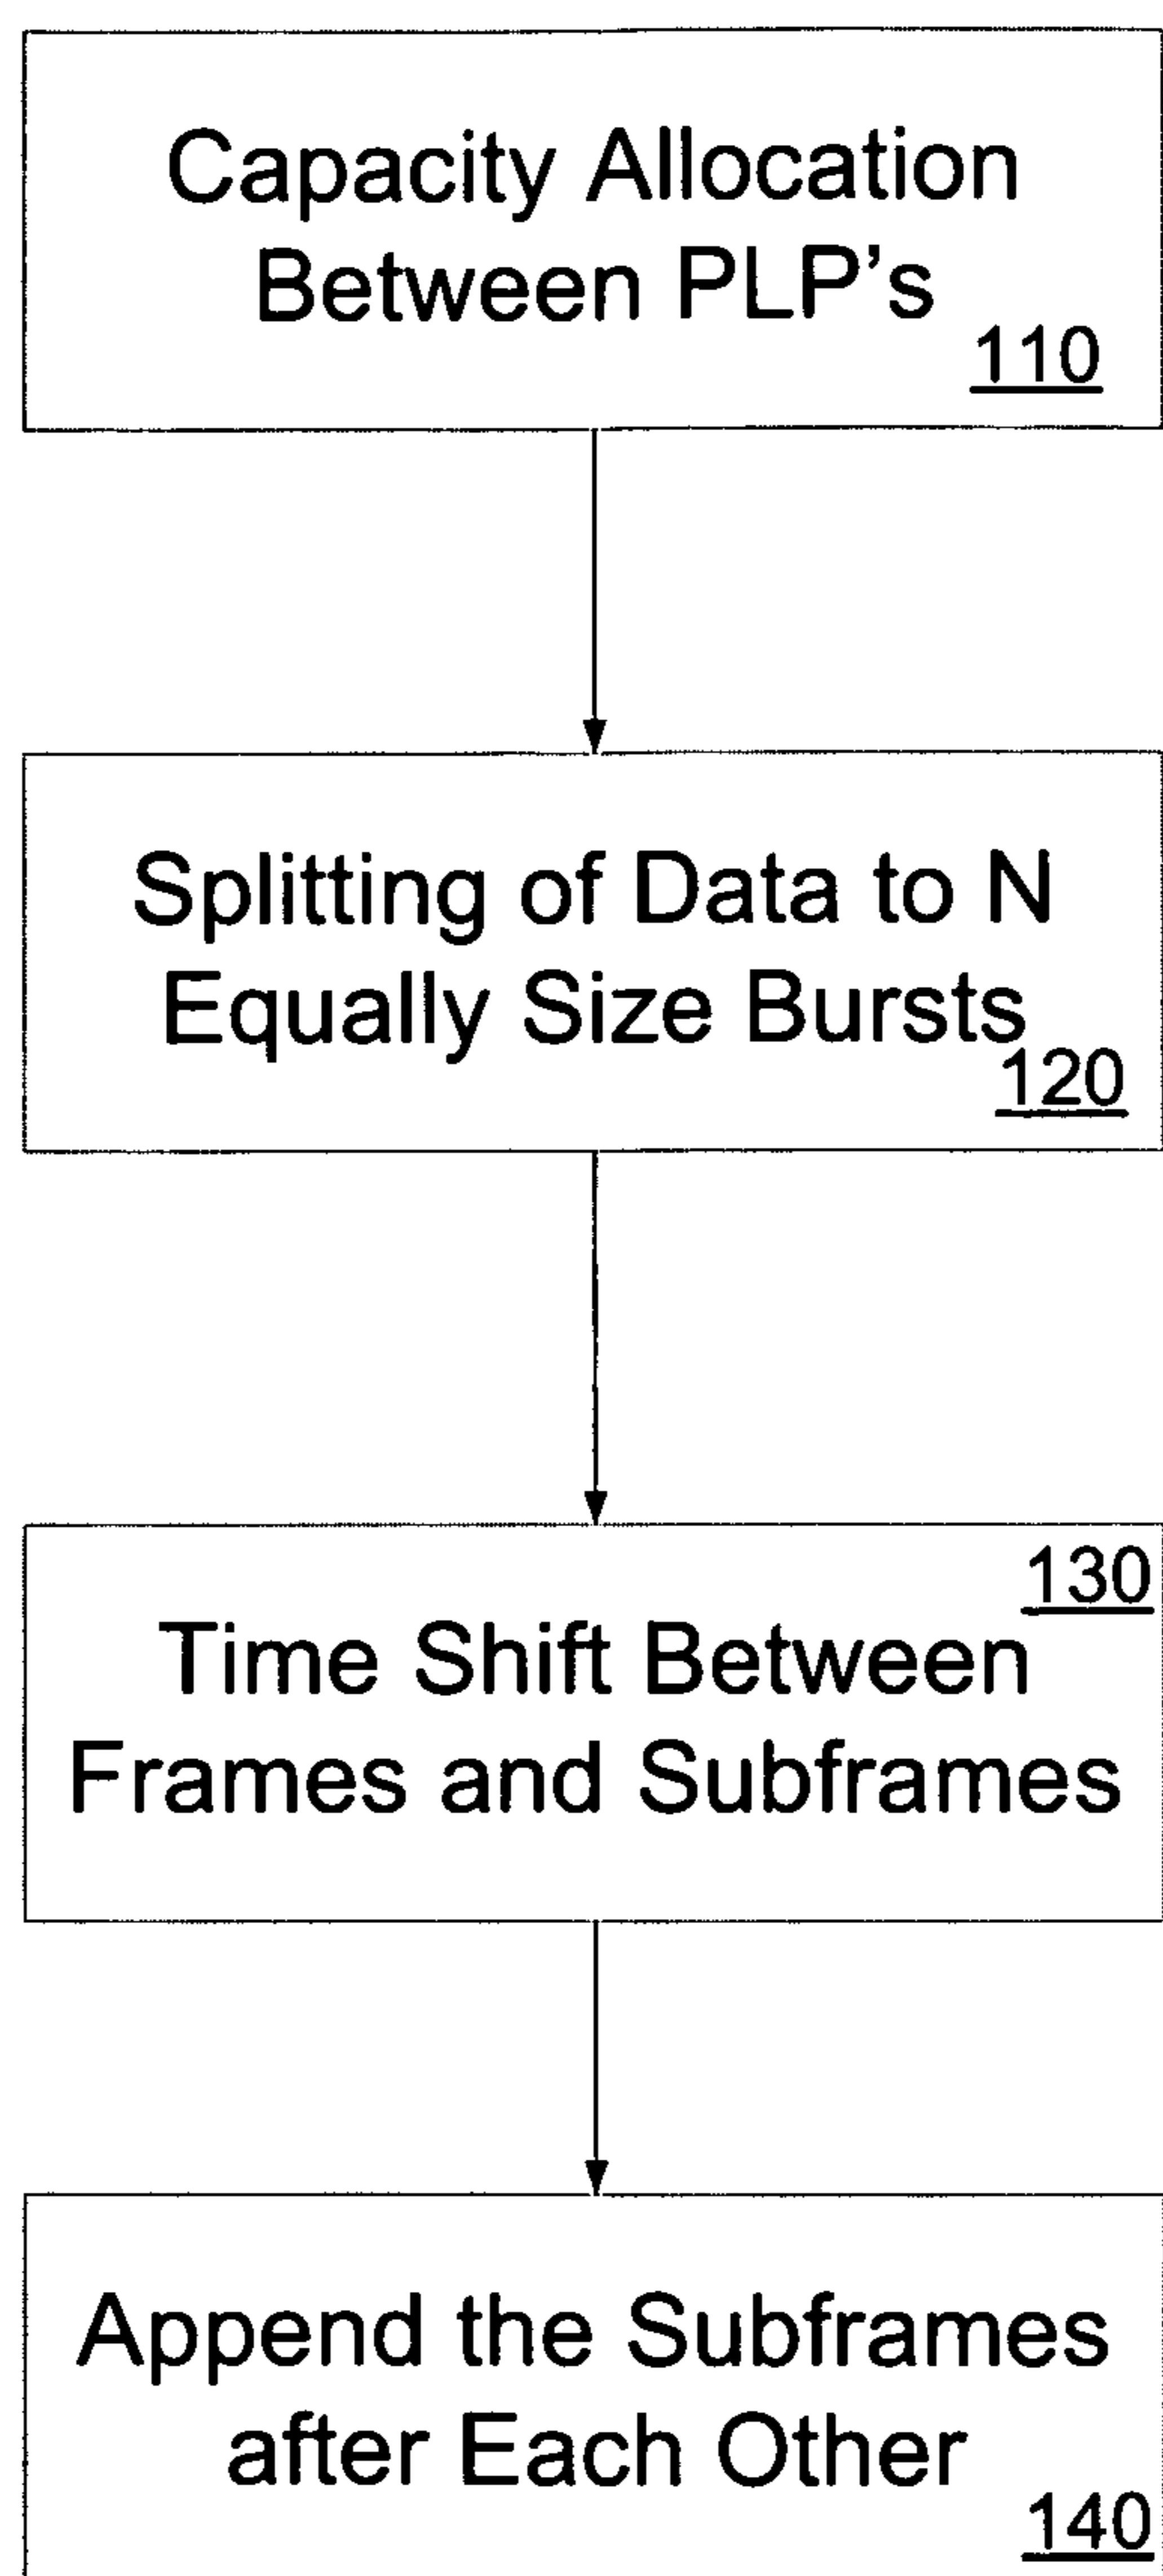 Capacity Allocation
Between PLP's
110
Splitting of Data to N
Equally Size Bursts
120
130
Time Shift Between
Frames and Subframes
Append the Subframes
after Each Other
140